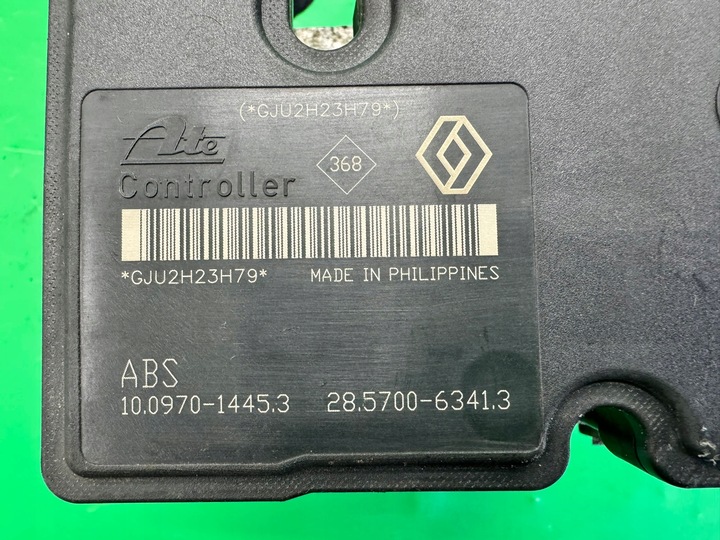 (*GJU2H23H79*)
Ate
368
Controller
*GJU2H23H79* MADE IN PHILIPPINES
ABS
10.0970-1445.3 28.5700-6341.3